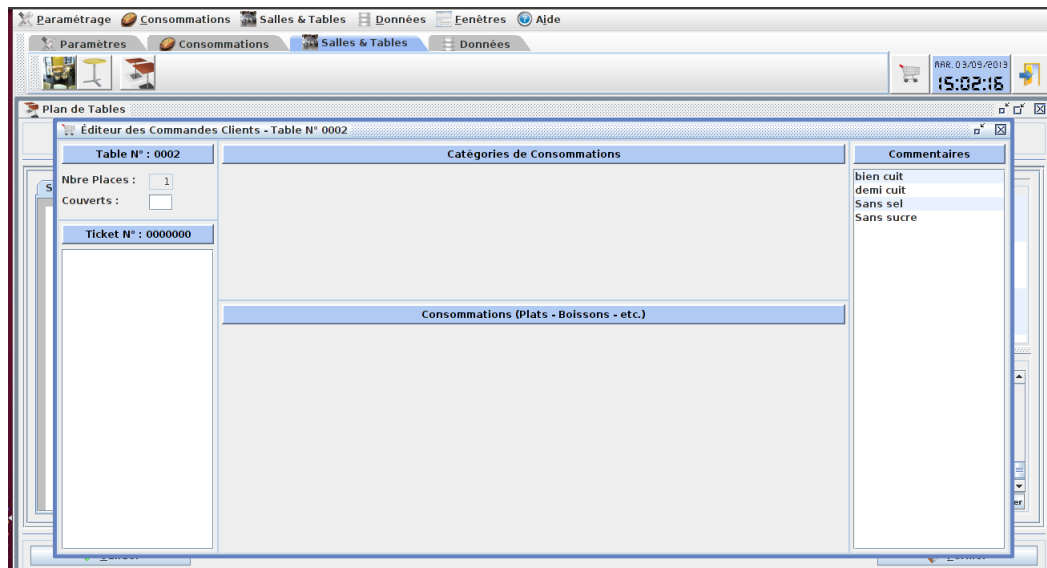 Paramétrage Consommations Salles & Tables Données Fenêtres Aide
Paramètres Consommations Salles & Tables Données
MAR. 03/09/2013
15:02:16
Plan de Tables
Éditeur des Commandes Clients - Table N° 0002
Table N° : 0002
Catégories de Consommations
Commentaires
Nbre Places : 1
Couverts :
bien cuit
demi cuit
Sans sel
Sans sucre
Ticket N° : 0000000
Consommations (Plats - Boissons - etc.)